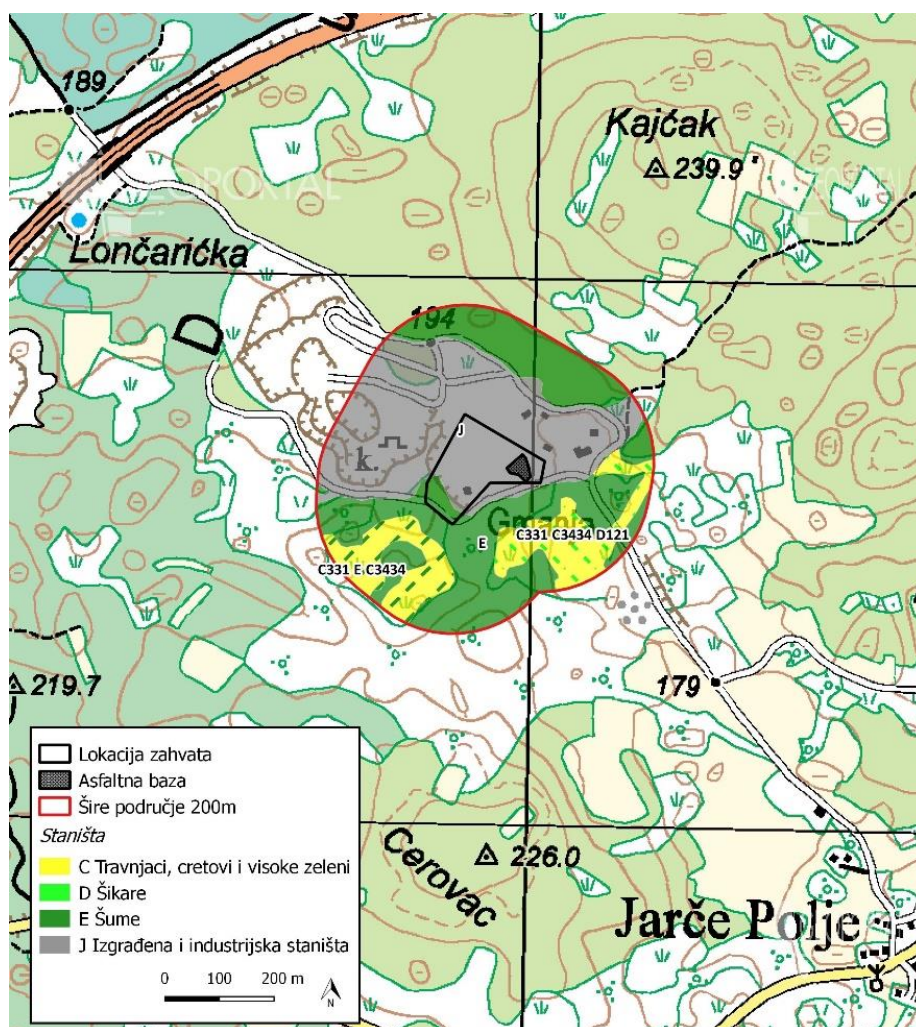 189
Kajćak
239.9
GEOPORTAL
Lončarićka
D
194
J
k.
Gmanja
C331 C3434 D121
E
C331 E C3434
219.7
179
Lokacija zahvata
Asfaltna baza
Šire područje 200m
Staništa
C Travnjaci, cretovi i visoke zeleni
D Šikare
E Šume
J Izgrađena i industrijska staništa
0 100 200 m
N
Cerovac
226.0
Jarče Polje